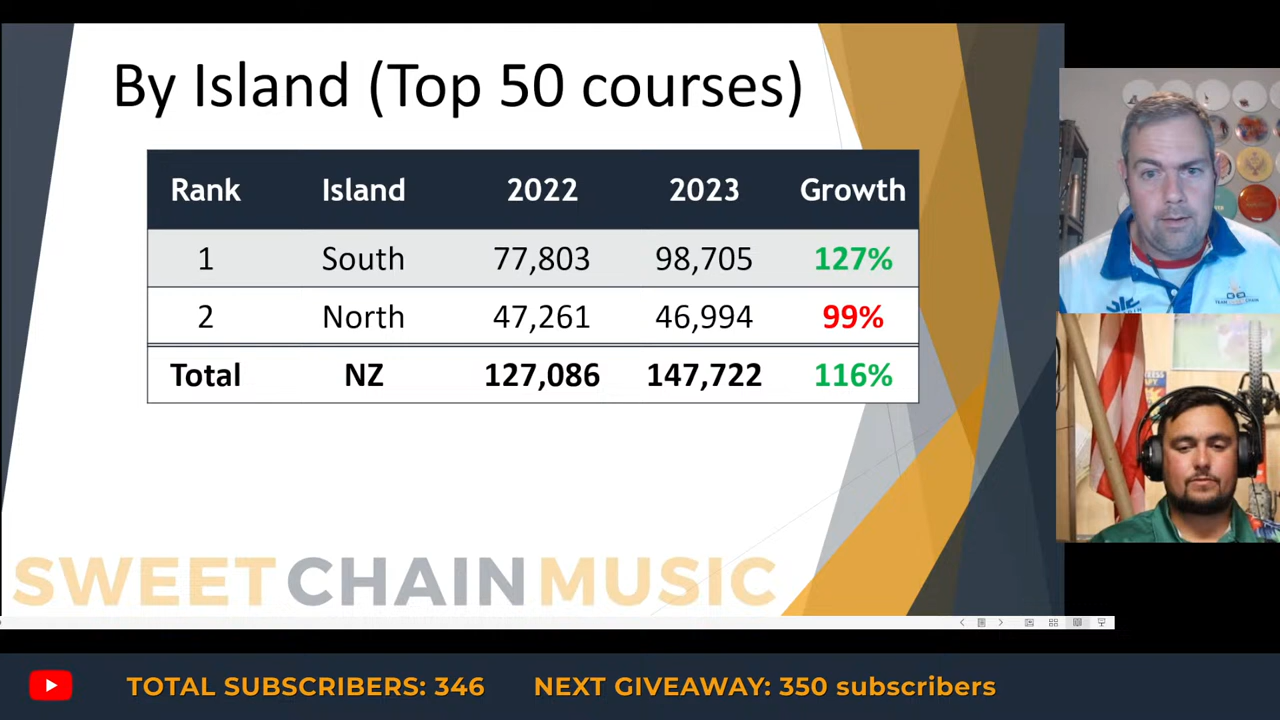 By Island (Top 50 courses)
Rank Island 2022 2023 Growth
1 South 77,803 98,705 127%
2 North 47,261 46,994 99%
Total NZ 127,086 147,722 116%
SWEET CHAIN MUSIC
TOTAL SUBSCRIBERS: 346 NEXT GIVEAWAY: 350 subscribers